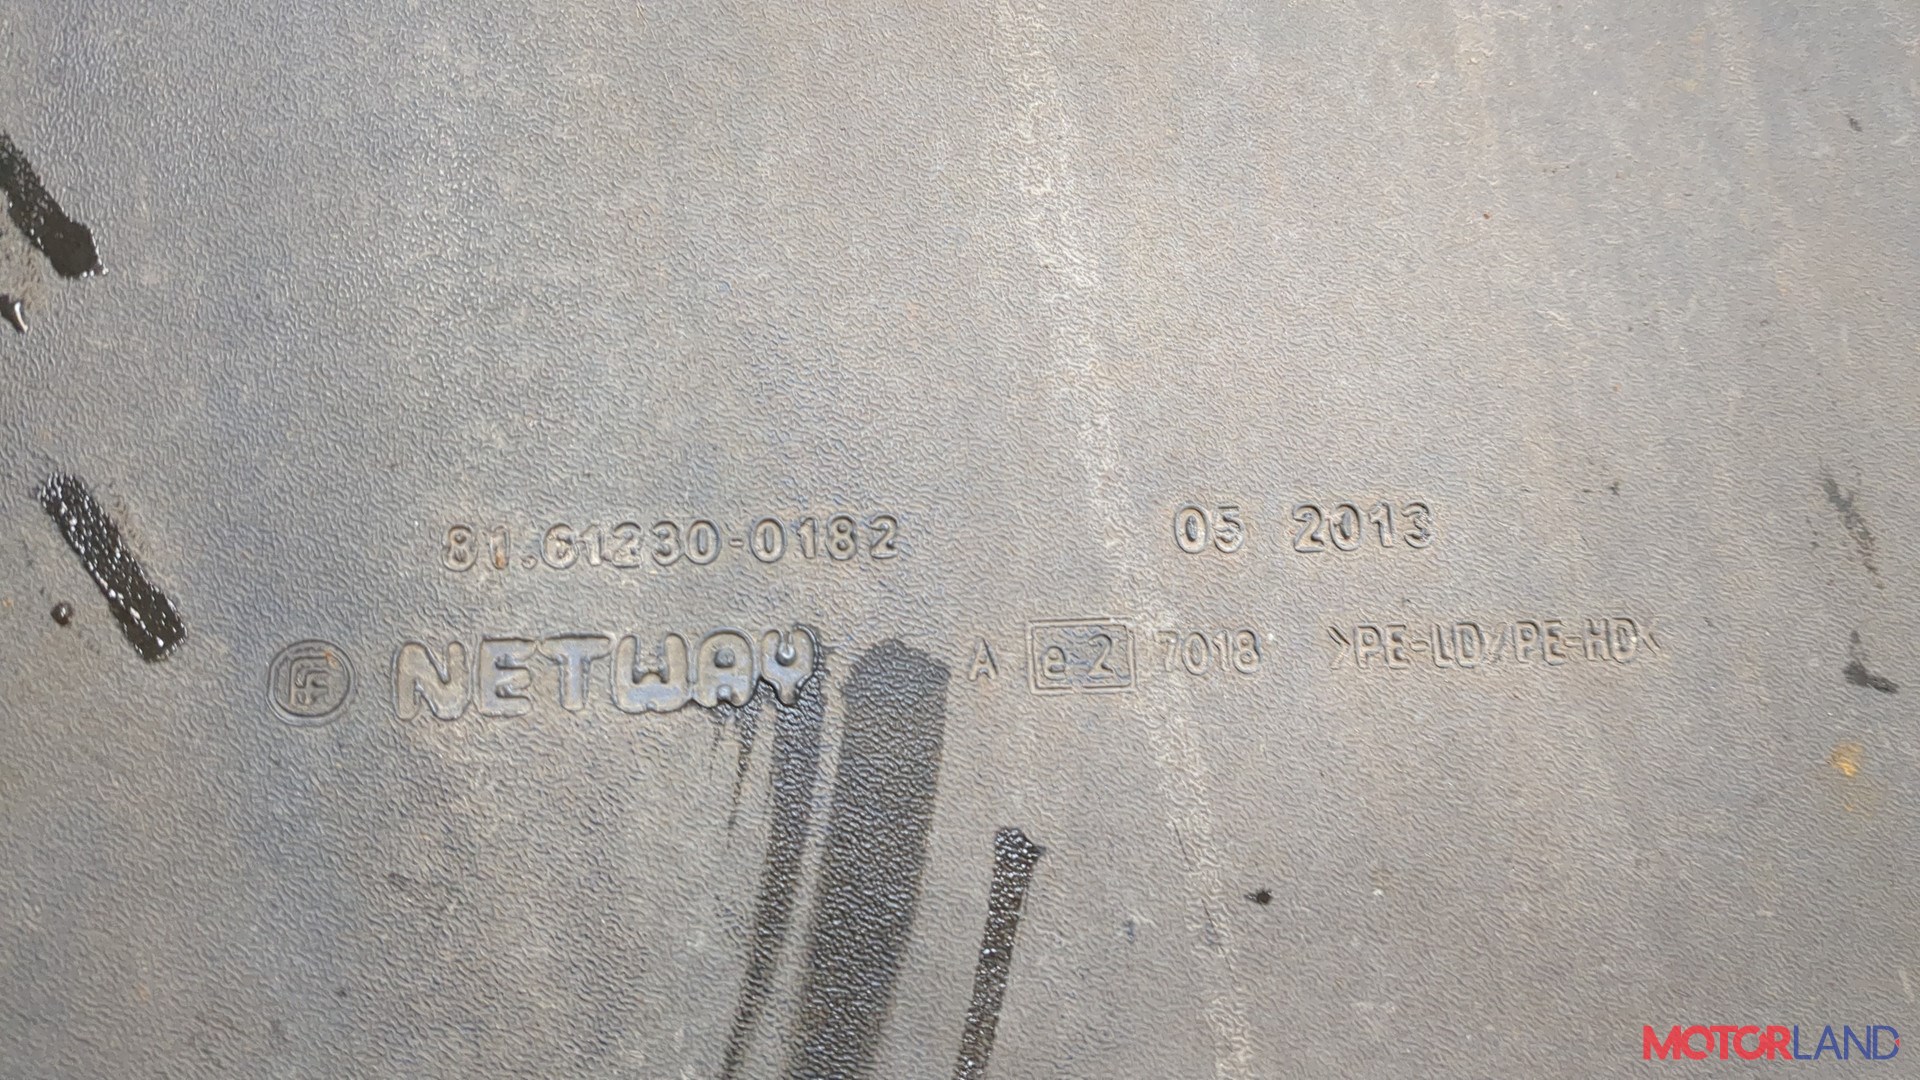 81.61230-0182 05 2013
NETWAY A e2 7018 >PE-LD/PE-HD<
MOTORLAND